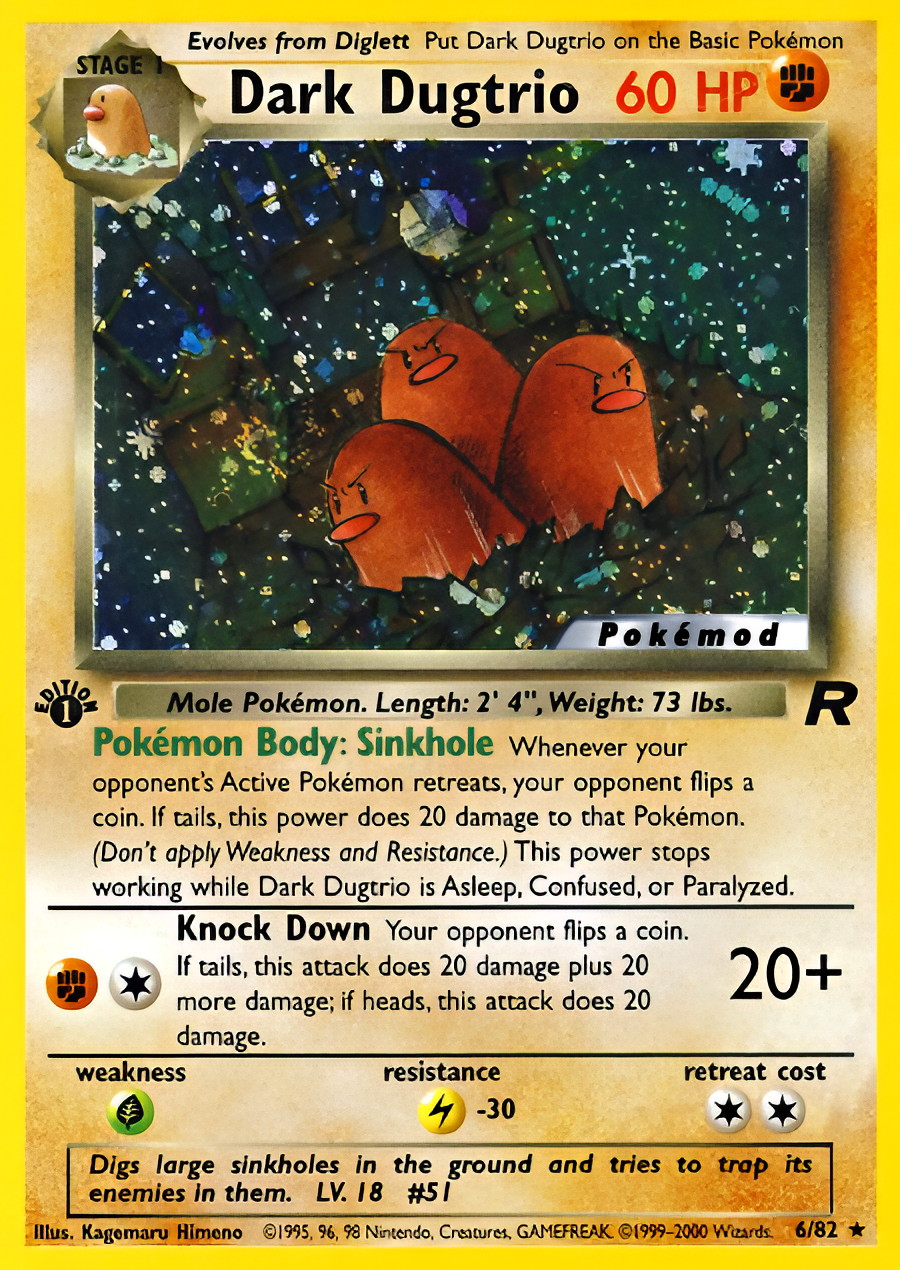 Evolves from Diglett Put Dark Dugtrio on the Basic Pokémon
STAGE 1
Dark Dugtrio 60 HP
Pokémod
EDITION
1
Mole Pokémon. Length: 2' 4", Weight: 73 lbs.
R
Pokémon Body: Sinkhole Whenever your
opponent's Active Pokémon retreats, your opponent flips a
coin. If tails, this power does 20 damage to that Pokémon.
(Don't apply Weakness and Resistance.) This power stops
working while Dark Dugtrio is Asleep, Confused, or Paralyzed.
Knock Down Your opponent flips a coin.
If tails, this attack does 20 damage plus 20
more damage; if heads, this attack does 20
damage.
20+
weakness resistance retreat cost
-30
Digs large sinkholes in the ground and tries to trap its
enemies in them. LV. 18 #51
Illus. Kagemaru Himeno ©1995, 96, 98 Nintendo, Creatures, GAMEFREAK. ©1999–2000 Wizards. 6/82 ★